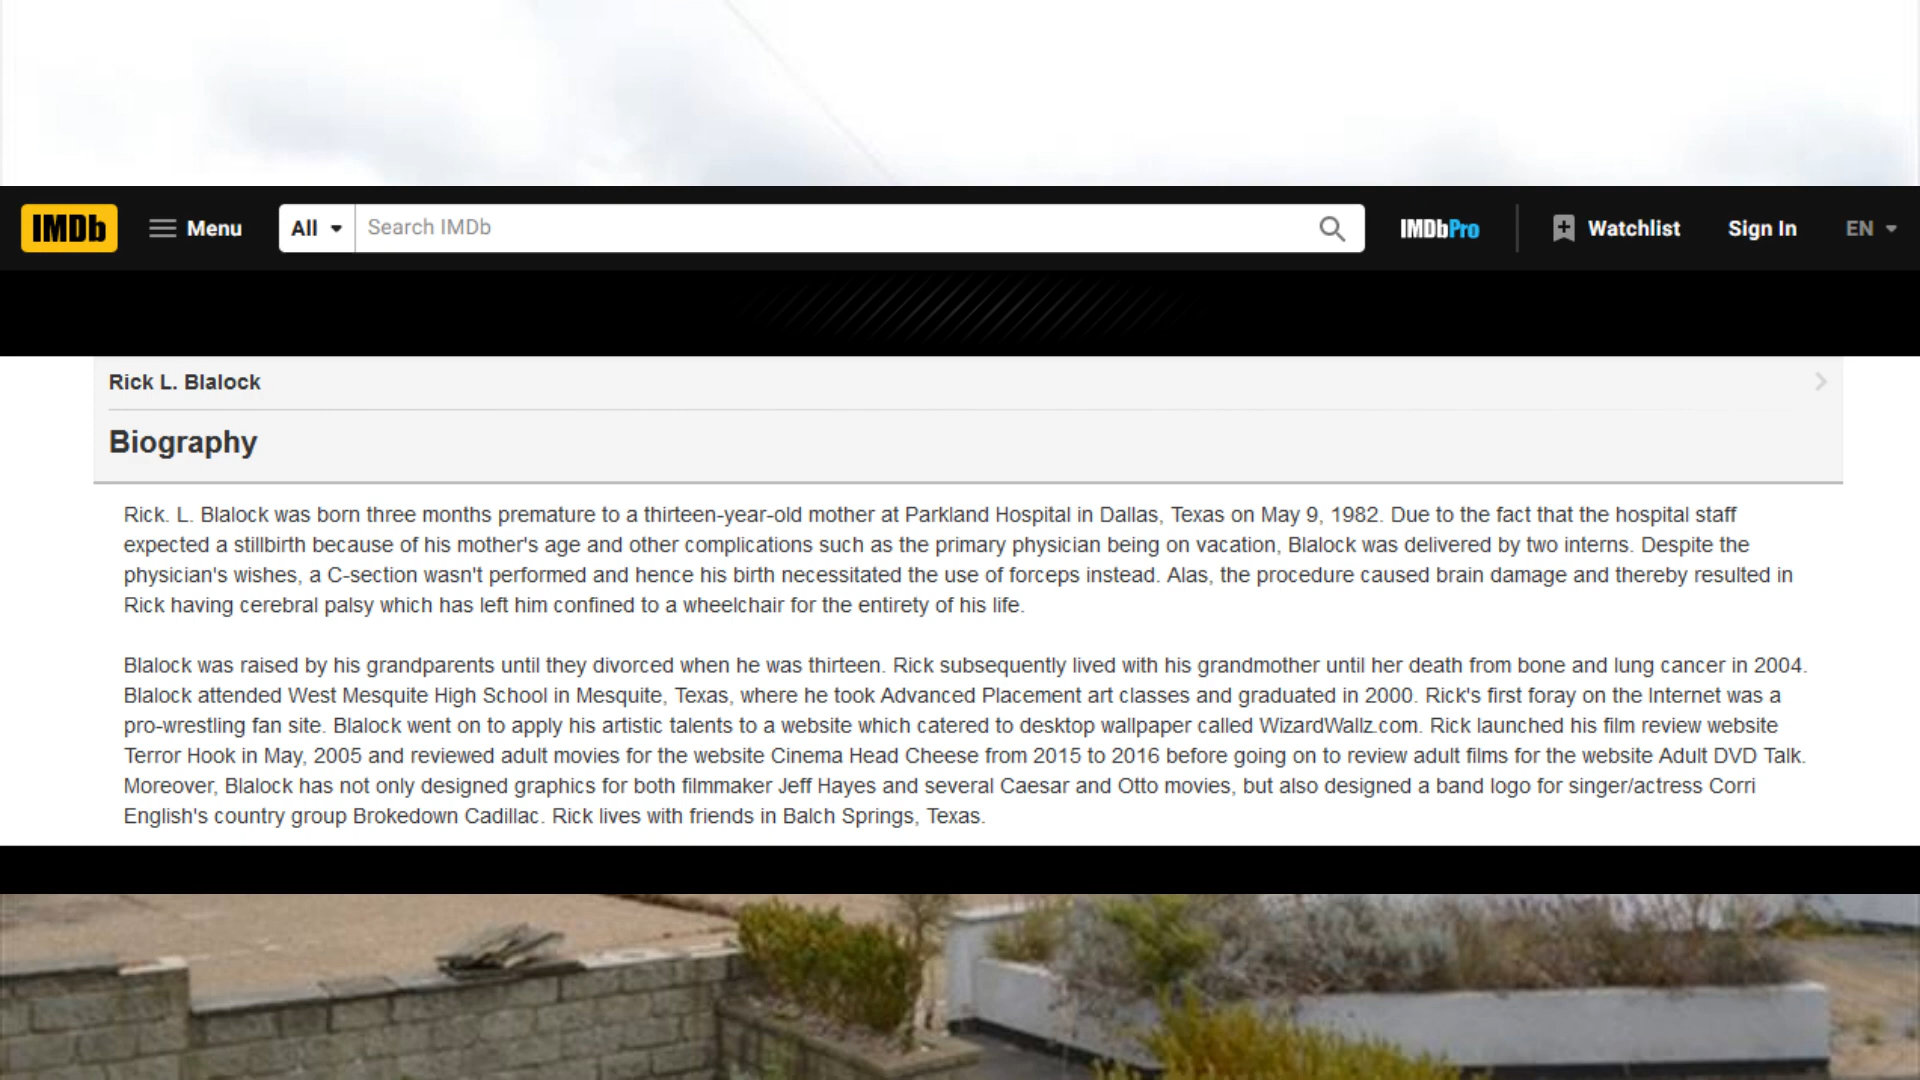 IMDb Menu All Search IMDb IMDbPro Watchlist Sign In EN
Rick L. Blalock
Biography
Rick. L. Blalock was born three months premature to a thirteen-year-old mother at Parkland Hospital in Dallas, Texas on May 9, 1982. Due to the fact that the hospital staff
expected a stillbirth because of his mother's age and other complications such as the primary physician being on vacation, Blalock was delivered by two interns. Despite the
physician's wishes, a C-section wasn't performed and hence his birth necessitated the use of forceps instead. Alas, the procedure caused brain damage and thereby resulted in
Rick having cerebral palsy which has left him confined to a wheelchair for the entirety of his life.
Blalock was raised by his grandparents until they divorced when he was thirteen. Rick subsequently lived with his grandmother until her death from bone and lung cancer in 2004.
Blalock attended West Mesquite High School in Mesquite, Texas, where he took Advanced Placement art classes and graduated in 2000. Rick's first foray on the Internet was a
pro-wrestling fan site. Blalock went on to apply his artistic talents to a website which catered to desktop wallpaper called WizardWallz.com. Rick launched his film review website
Terror Hook in May, 2005 and reviewed adult movies for the website Cinema Head Cheese from 2015 to 2016 before going on to review adult films for the website Adult DVD Talk.
Moreover, Blalock has not only designed graphics for both filmmaker Jeff Hayes and several Caesar and Otto movies, but also designed a band logo for singer/actress Corri
English's country group Brokedown Cadillac. Rick lives with friends in Balch Springs, Texas.